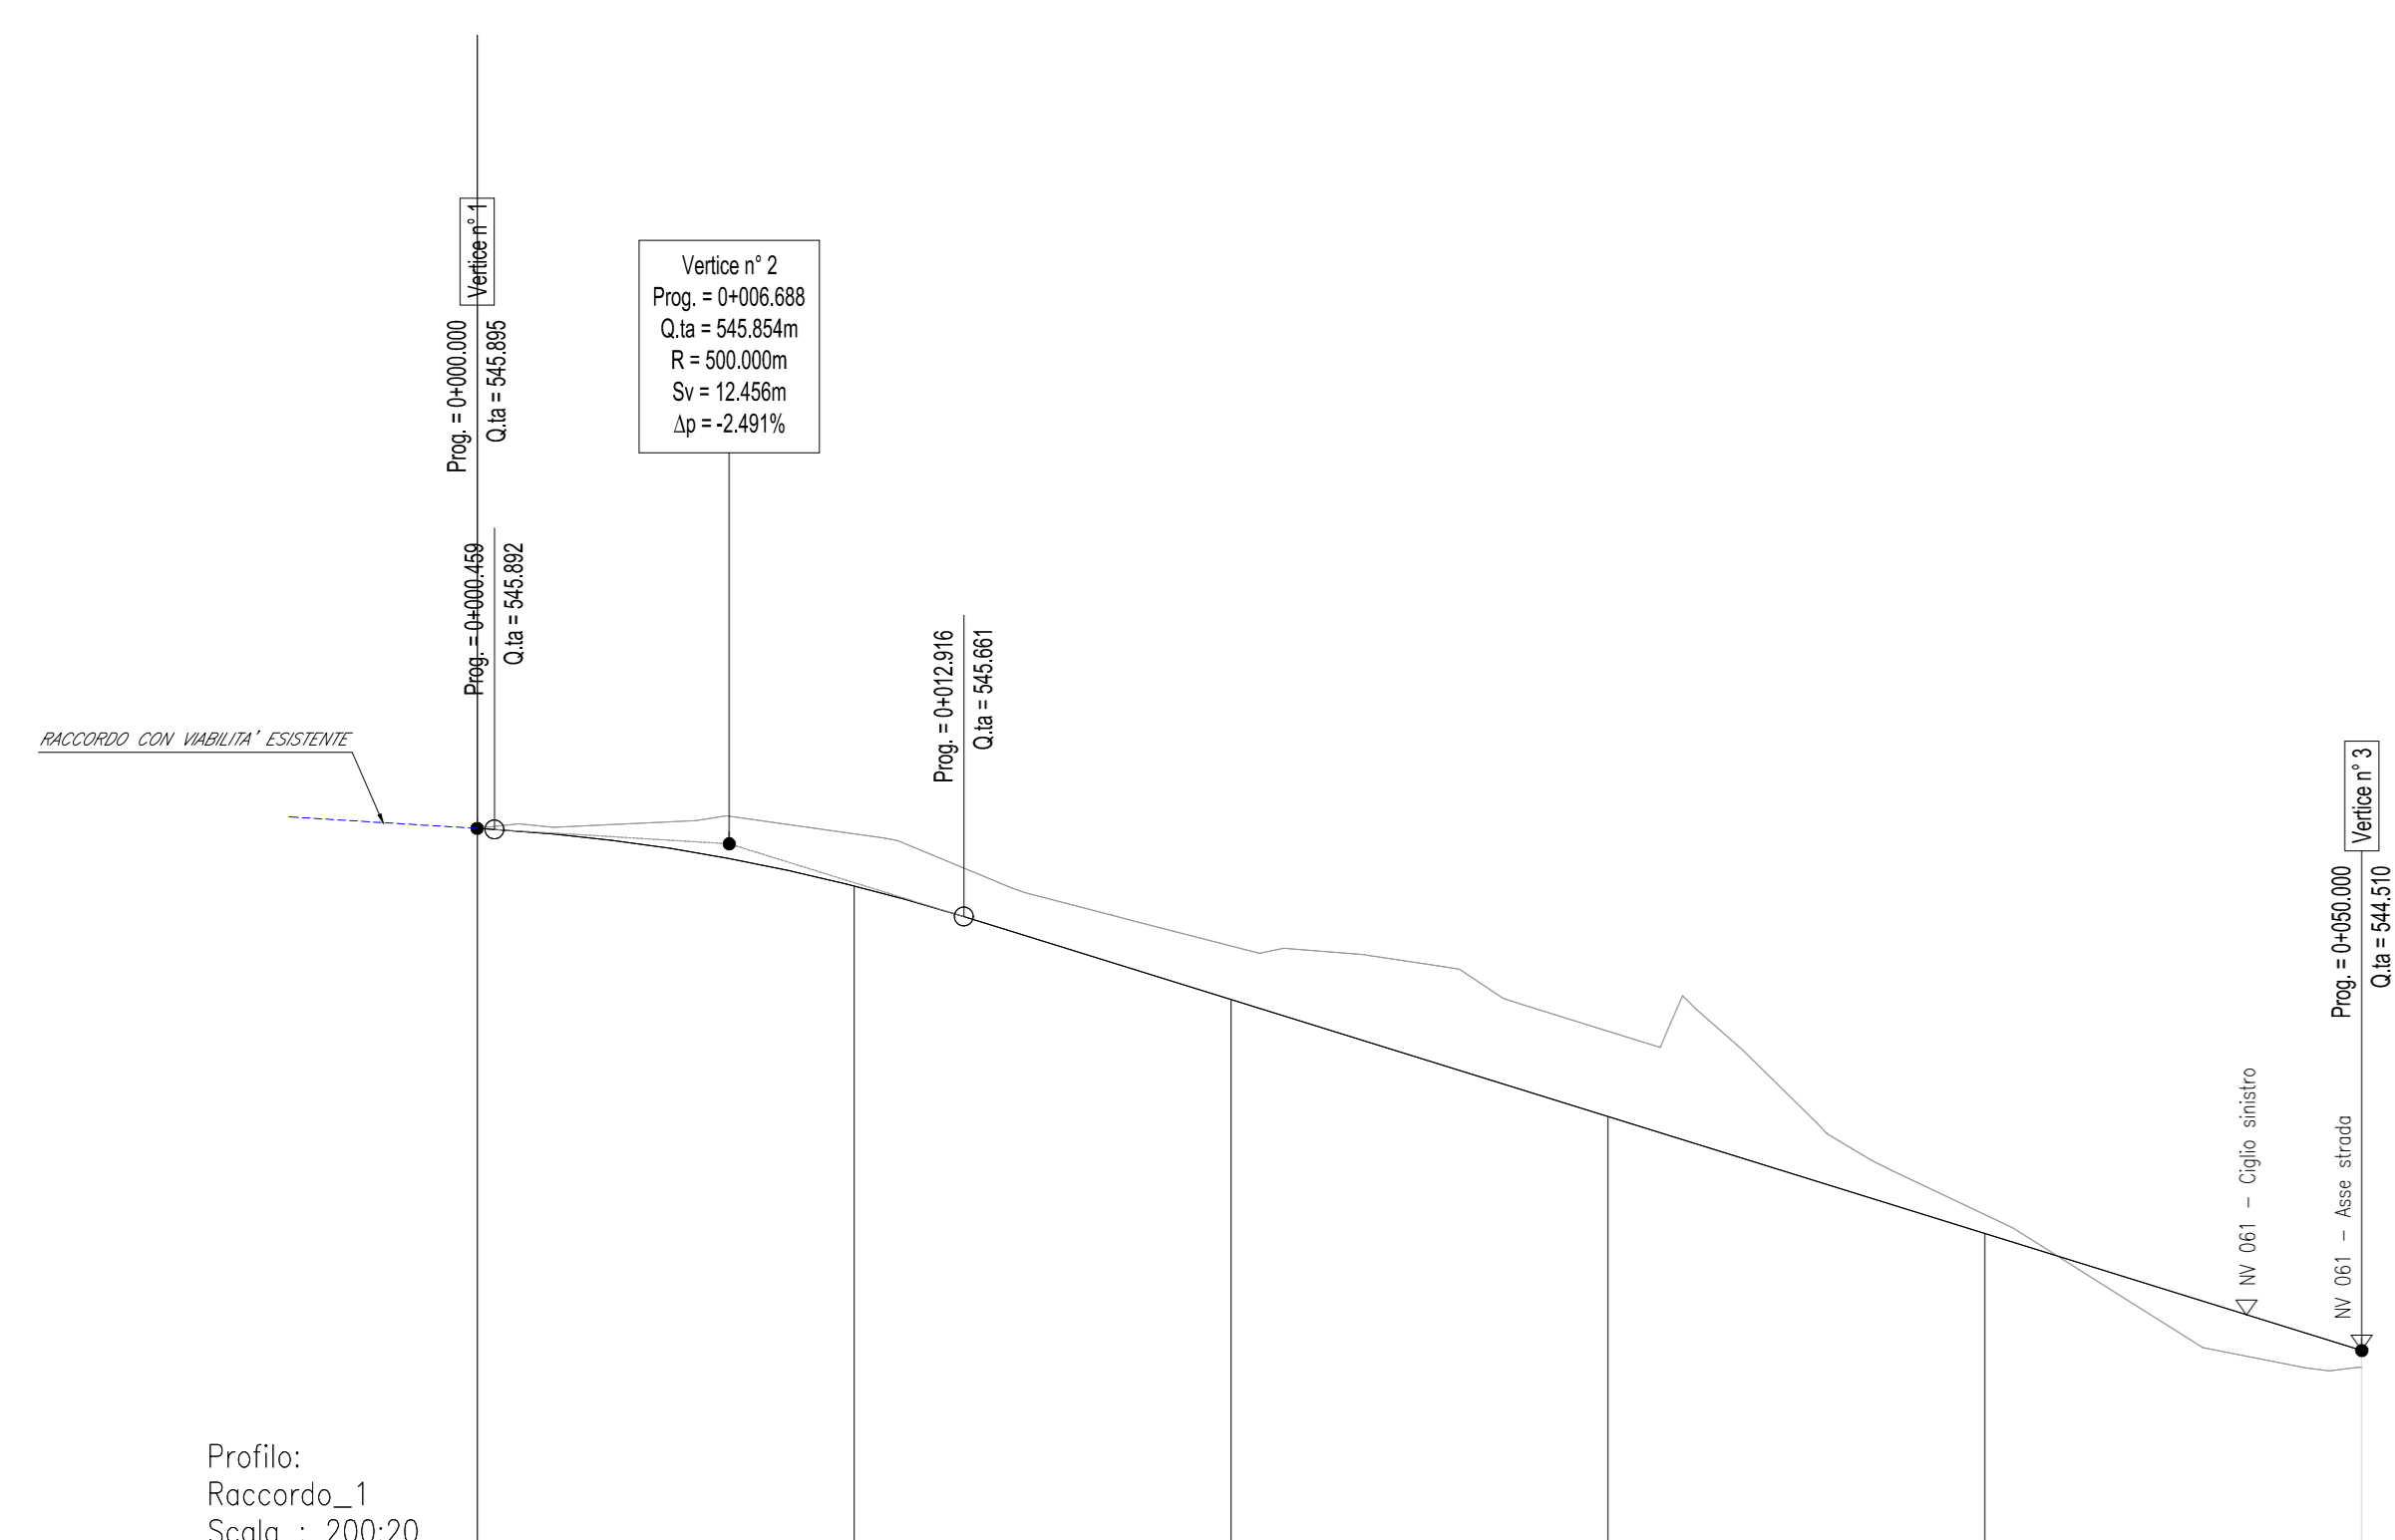 Vertice n° 1
Prog. = 0+000.000
Q.ta = 545.895
Vertice n° 2
Prog. = 0+006.688
Q.ta = 545.854m
R = 500.000m
Sv = 12.456m
Δp = -2.491%
Prog. = 0+000.459
Q.ta = 545.892
Prog. = 0+012.916
Q.ta = 545.661
RACCORDO CON VIABILITA' ESISTENTE
Vertice n° 3
Prog. = 0+050.000
Q.ta = 544.510
NV 061 - Ciglio sinistro
NV 061 - Asse strada
Profilo:
Raccordo_1
Scala : 200:20